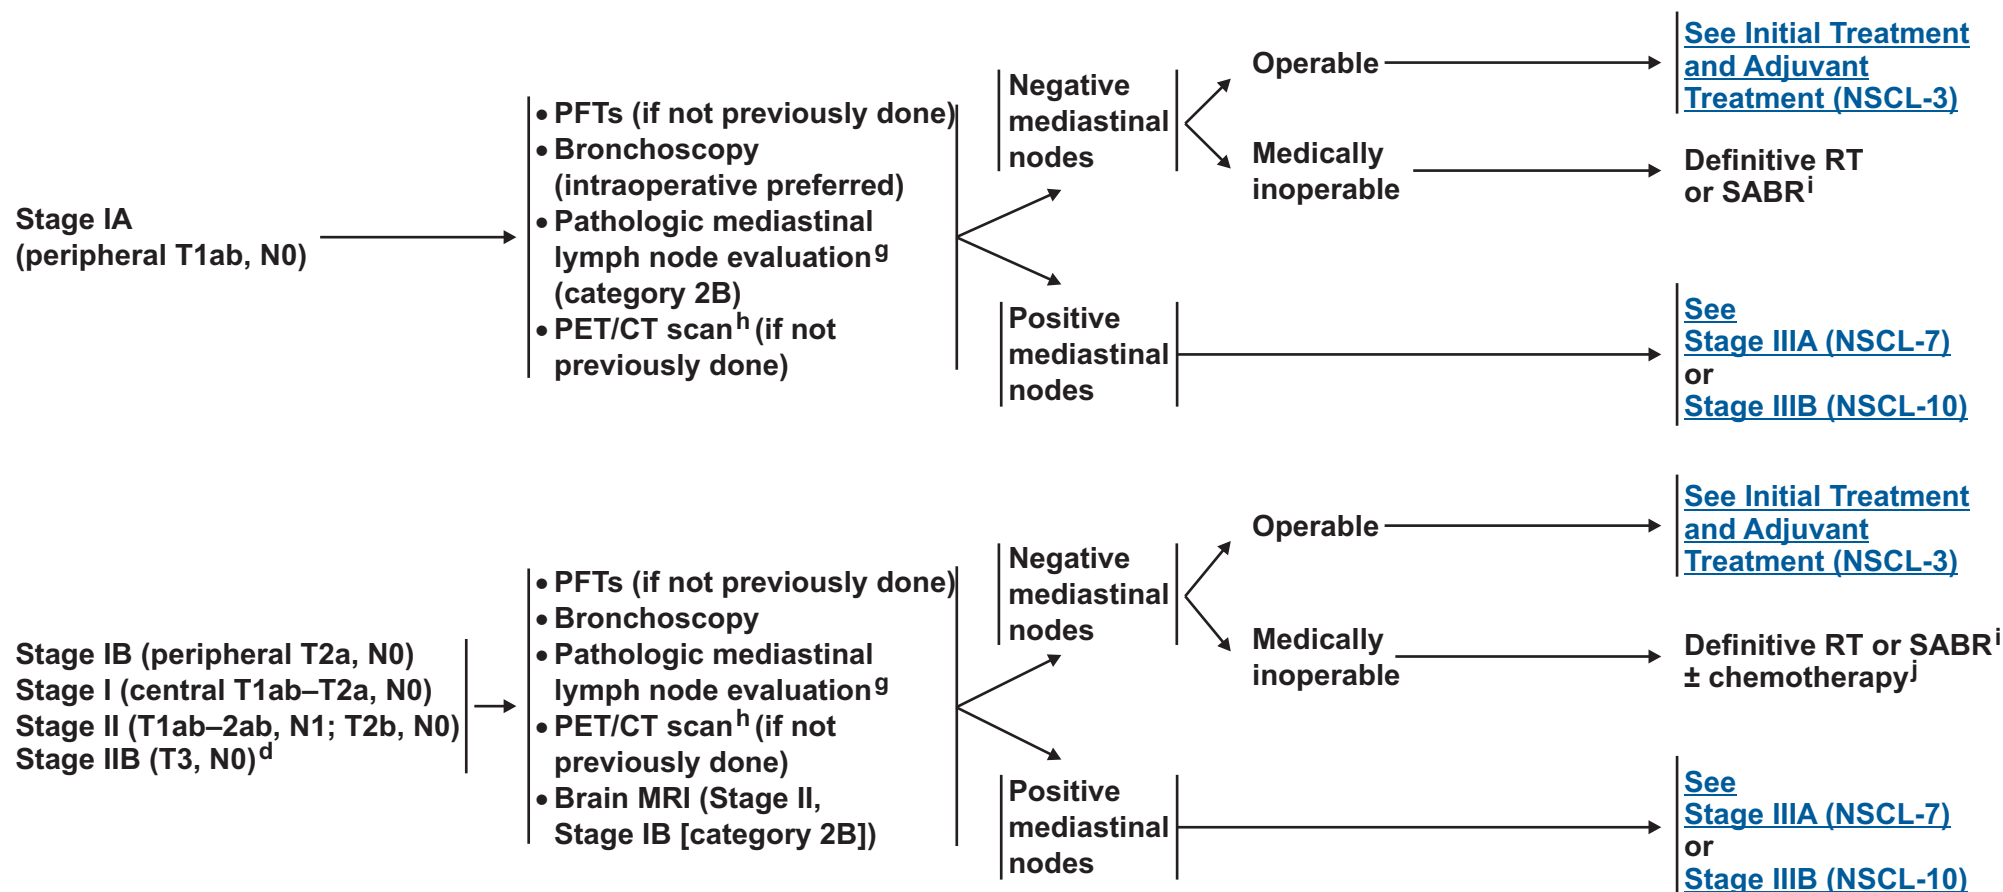 Stage IA
(peripheral T1ab, N0)
• PFTs (if not previously done)
• Bronchoscopy
(intraoperative preferred)
• Pathologic mediastinal
lymph node evaluation g
(category 2B)
• PET/CT scan h (if not
previously done)
Negative
mediastinal
nodes
Operable
See Initial Treatment
and Adjuvant
Treatment (NSCL-3)
Medically
inoperable
Definitive RT
or SABR i
Positive
mediastinal
nodes
See
Stage IIIA (NSCL-7)
or
Stage IIIB (NSCL-10)
Stage IB (peripheral T2a, N0)
Stage I (central T1ab–T2a, N0)
Stage II (T1ab–2ab, N1; T2b, N0)
Stage IIB (T3, N0) d
• PFTs (if not previously done)
• Bronchoscopy
• Pathologic mediastinal
lymph node evaluation g
• PET/CT scan h (if not
previously done)
• Brain MRI (Stage II,
Stage IB [category 2B])
Negative
mediastinal
nodes
Operable
See Initial Treatment
and Adjuvant
Treatment (NSCL-3)
Medically
inoperable
Definitive RT or SABR i
± chemotherapy j
Positive
mediastinal
nodes
See
Stage IIIA (NSCL-7)
or
Stage IIIB (NSCL-10)